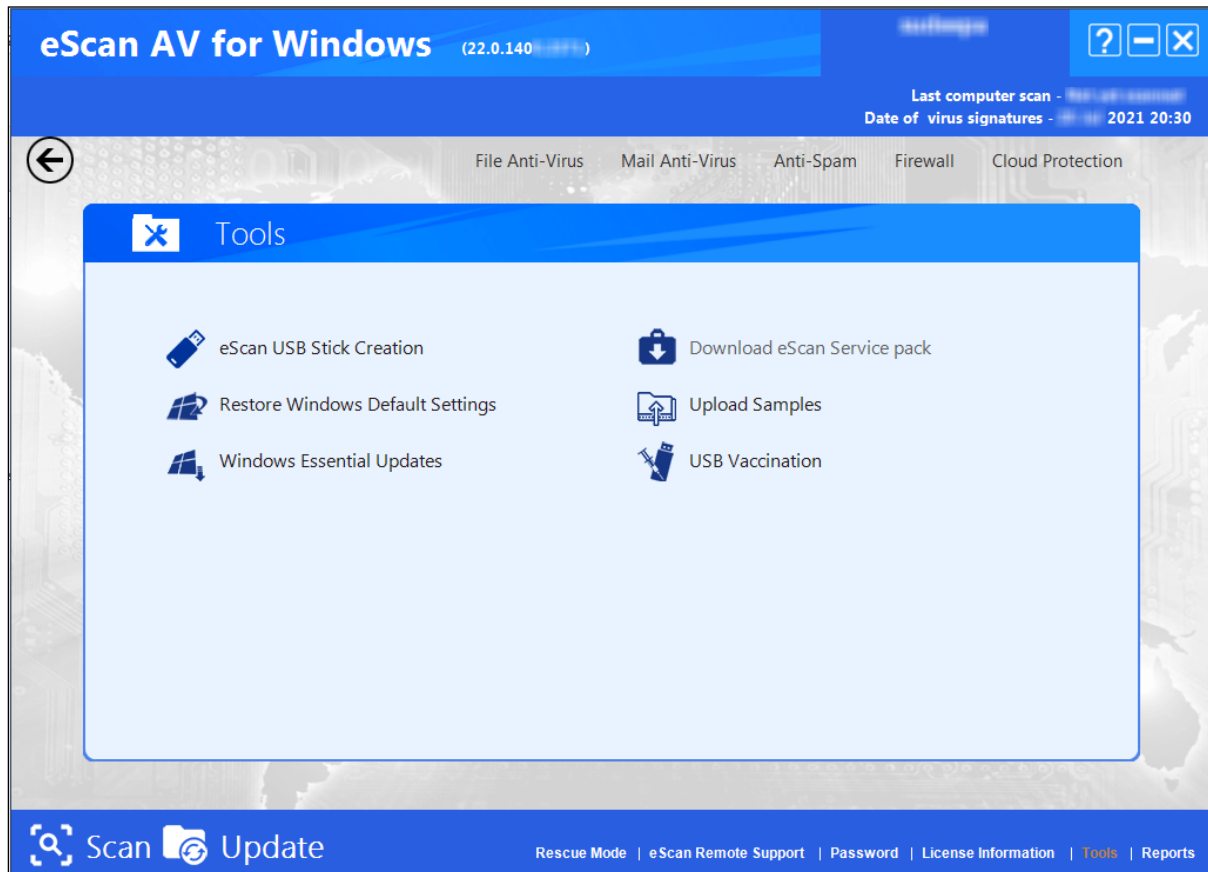 eScan AV for Windows (22.0.140 )
Last computer scan -
Date of virus signatures - 2021 20:30
File Anti-Virus Mail Anti-Virus Anti-Spam Firewall Cloud Protection
Tools
eScan USB Stick Creation Download eScan Service pack
Restore Windows Default Settings Upload Samples
Windows Essential Updates USB Vaccination
Scan Update Rescue Mode | eScan Remote Support | Password | License Information | Tools | Reports